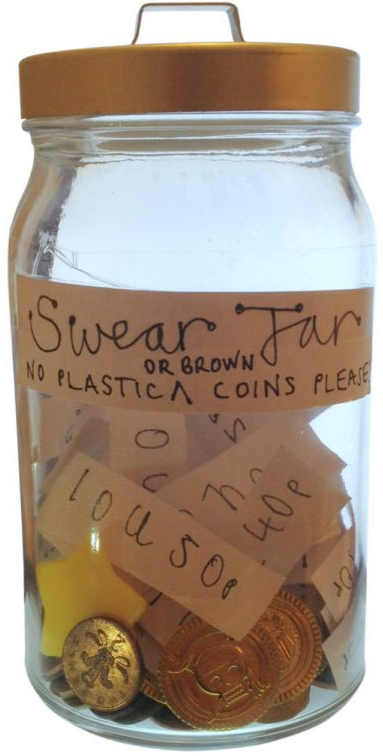 Swear Jar
OR BROWN
NO PLASTIC ∧ COINS PLEASE
IOU 50p
40p